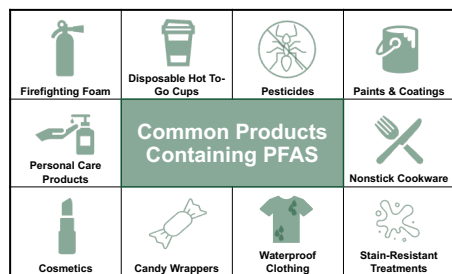 Firefighting Foam
Disposable Hot To-
Go Cups
Pesticides
Paints & Coatings
Personal Care
Products
Common Products
Containing PFAS
Nonstick Cookware
Cosmetics
Candy Wrappers
Waterproof
Clothing
Stain-Resistant
Treatments